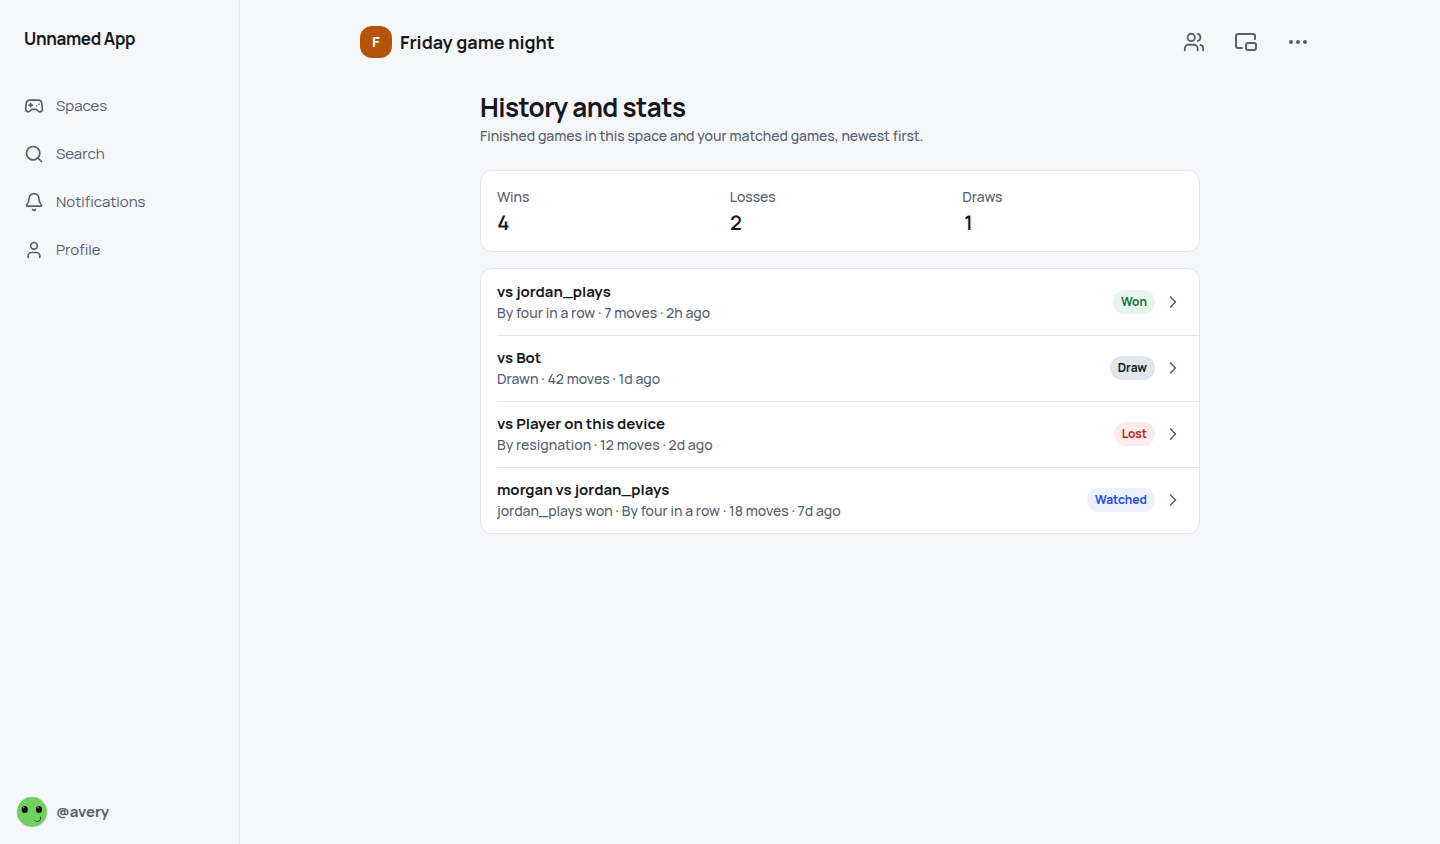 Unnamed App
Spaces
Search
Notifications
Profile
@avery
F
Friday game night
History and stats
Finished games in this space and your matched games, newest first.
Wins
4
Losses
2
Draws
1
vs jordan_plays
By four in a row · 7 moves · 2h ago
Won
vs Bot
Drawn · 42 moves · 1d ago
Draw
vs Player on this device
By resignation · 12 moves · 2d ago
Lost
morgan vs jordan_plays
jordan_plays won · By four in a row · 18 moves · 7d ago
Watched